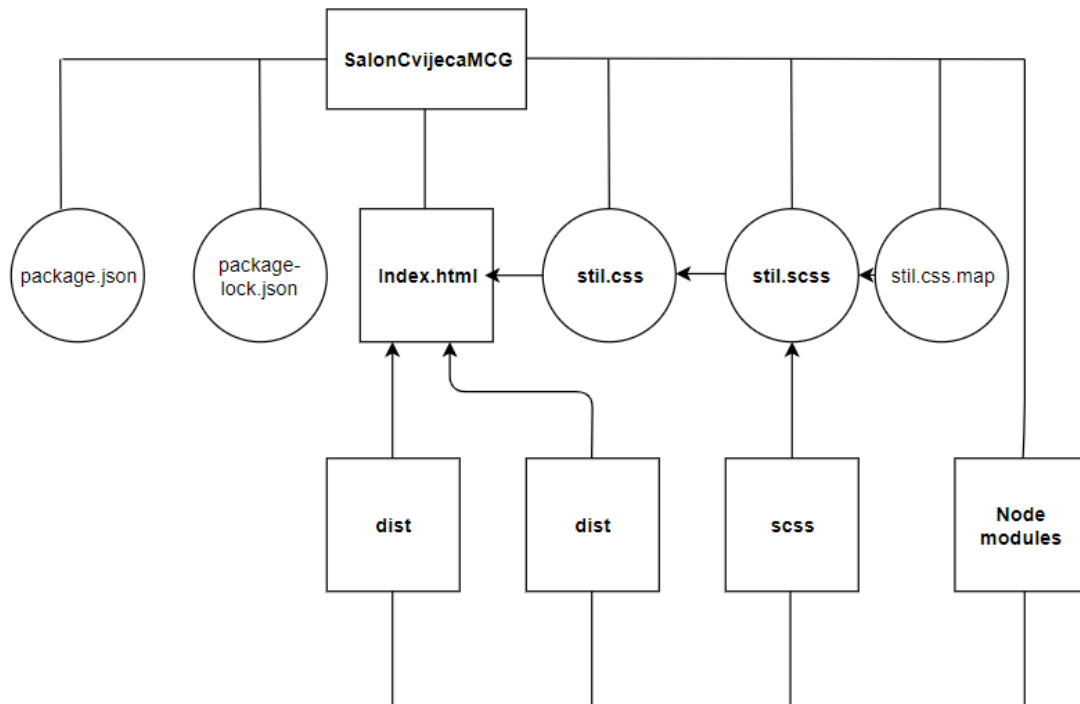 SalonCvijecaMCG
package.json
package-
lock.json
Index.html
stil.css
stil.scss
stil.css.map
dist
dist
scss
Node
modules